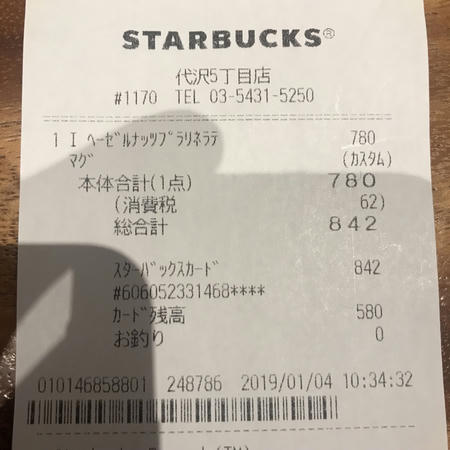 STARBUCKS®
代沢5丁目店
#1170 TEL 03-5431-5250
1 I ﾍｰｾﾞﾙﾅｯﾂﾌﾟﾗﾘﾈﾗﾃ 780
ﾏｸﾞ (ｶｽﾀﾑ)
本体合計(1点) 780
(消費税 62)
総合計 842
ｽﾀｰﾊﾞｯｸｽｶｰﾄﾞ 842
#606052331468****
ｶｰﾄﾞ残高 580
お釣り 0
010146858801 248786 2019/01/04 10:34:32